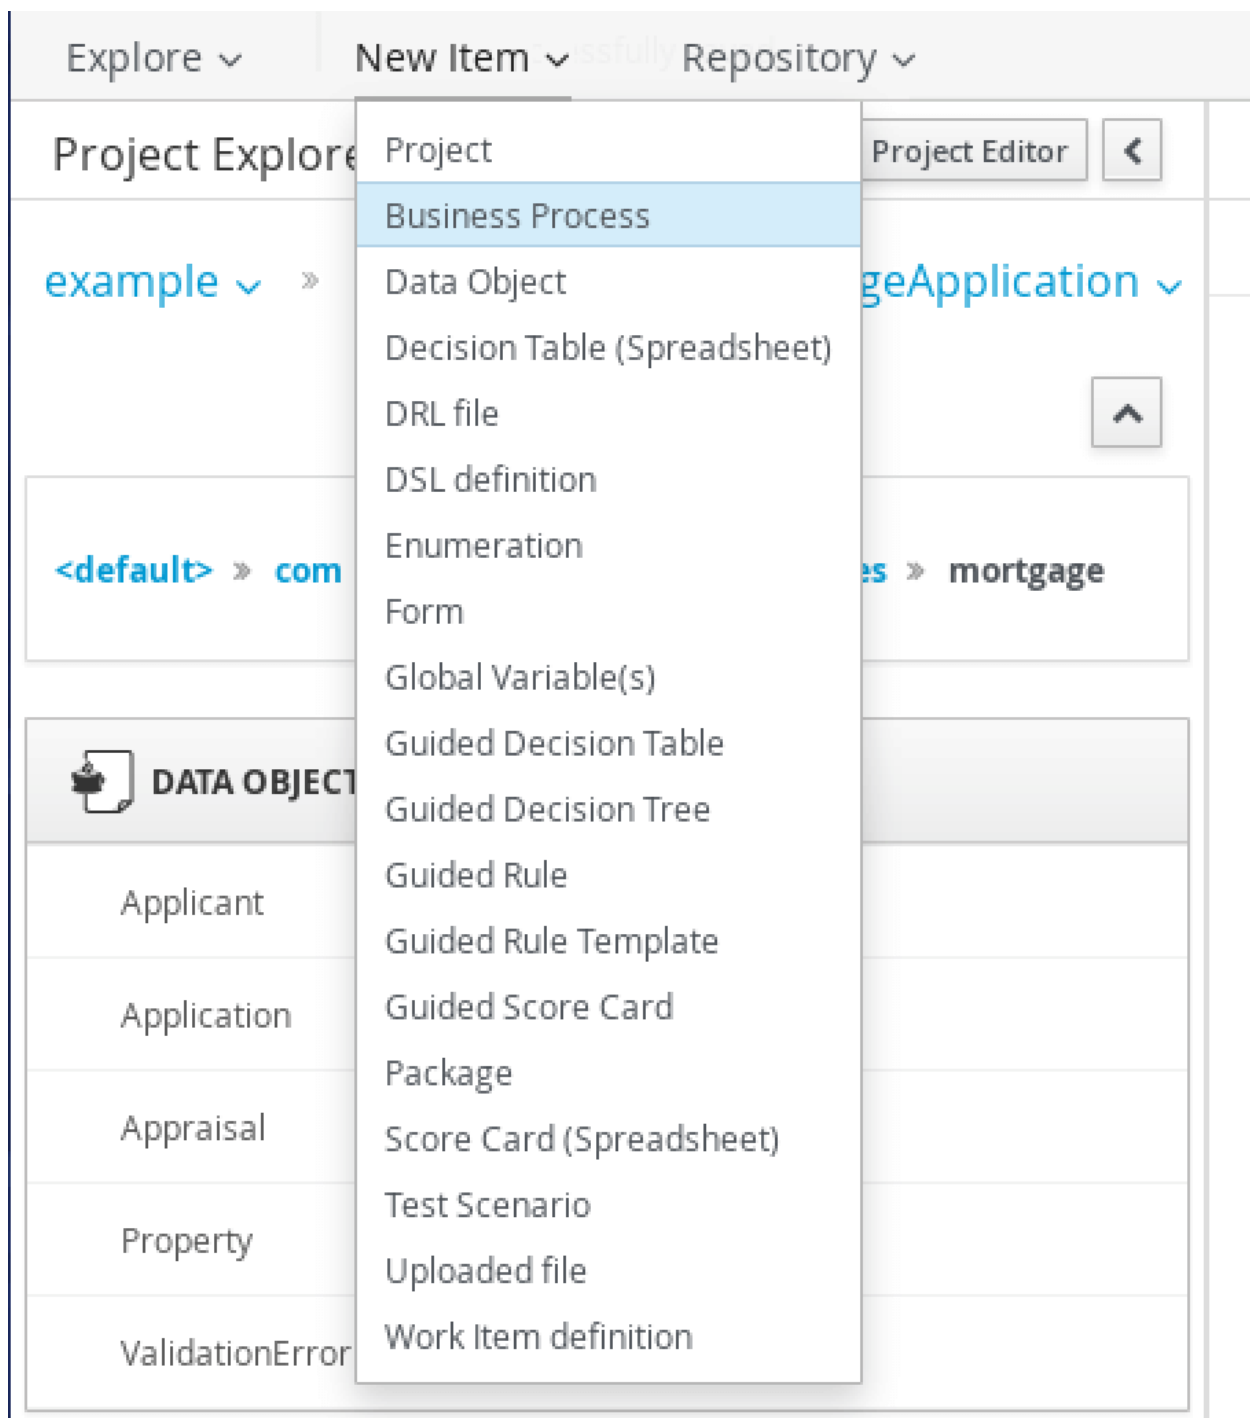 Explore New Item Repository
Project Explore Project Editor
example » geApplication
<default> » com es » mortgage
DATA OBJECT
Applicant
Application
Appraisal
Property
ValidationError
Project
Business Process
Data Object
Decision Table (Spreadsheet)
DRL file
DSL definition
Enumeration
Form
Global Variable(s)
Guided Decision Table
Guided Decision Tree
Guided Rule
Guided Rule Template
Guided Score Card
Package
Score Card (Spreadsheet)
Test Scenario
Uploaded file
Work Item definition